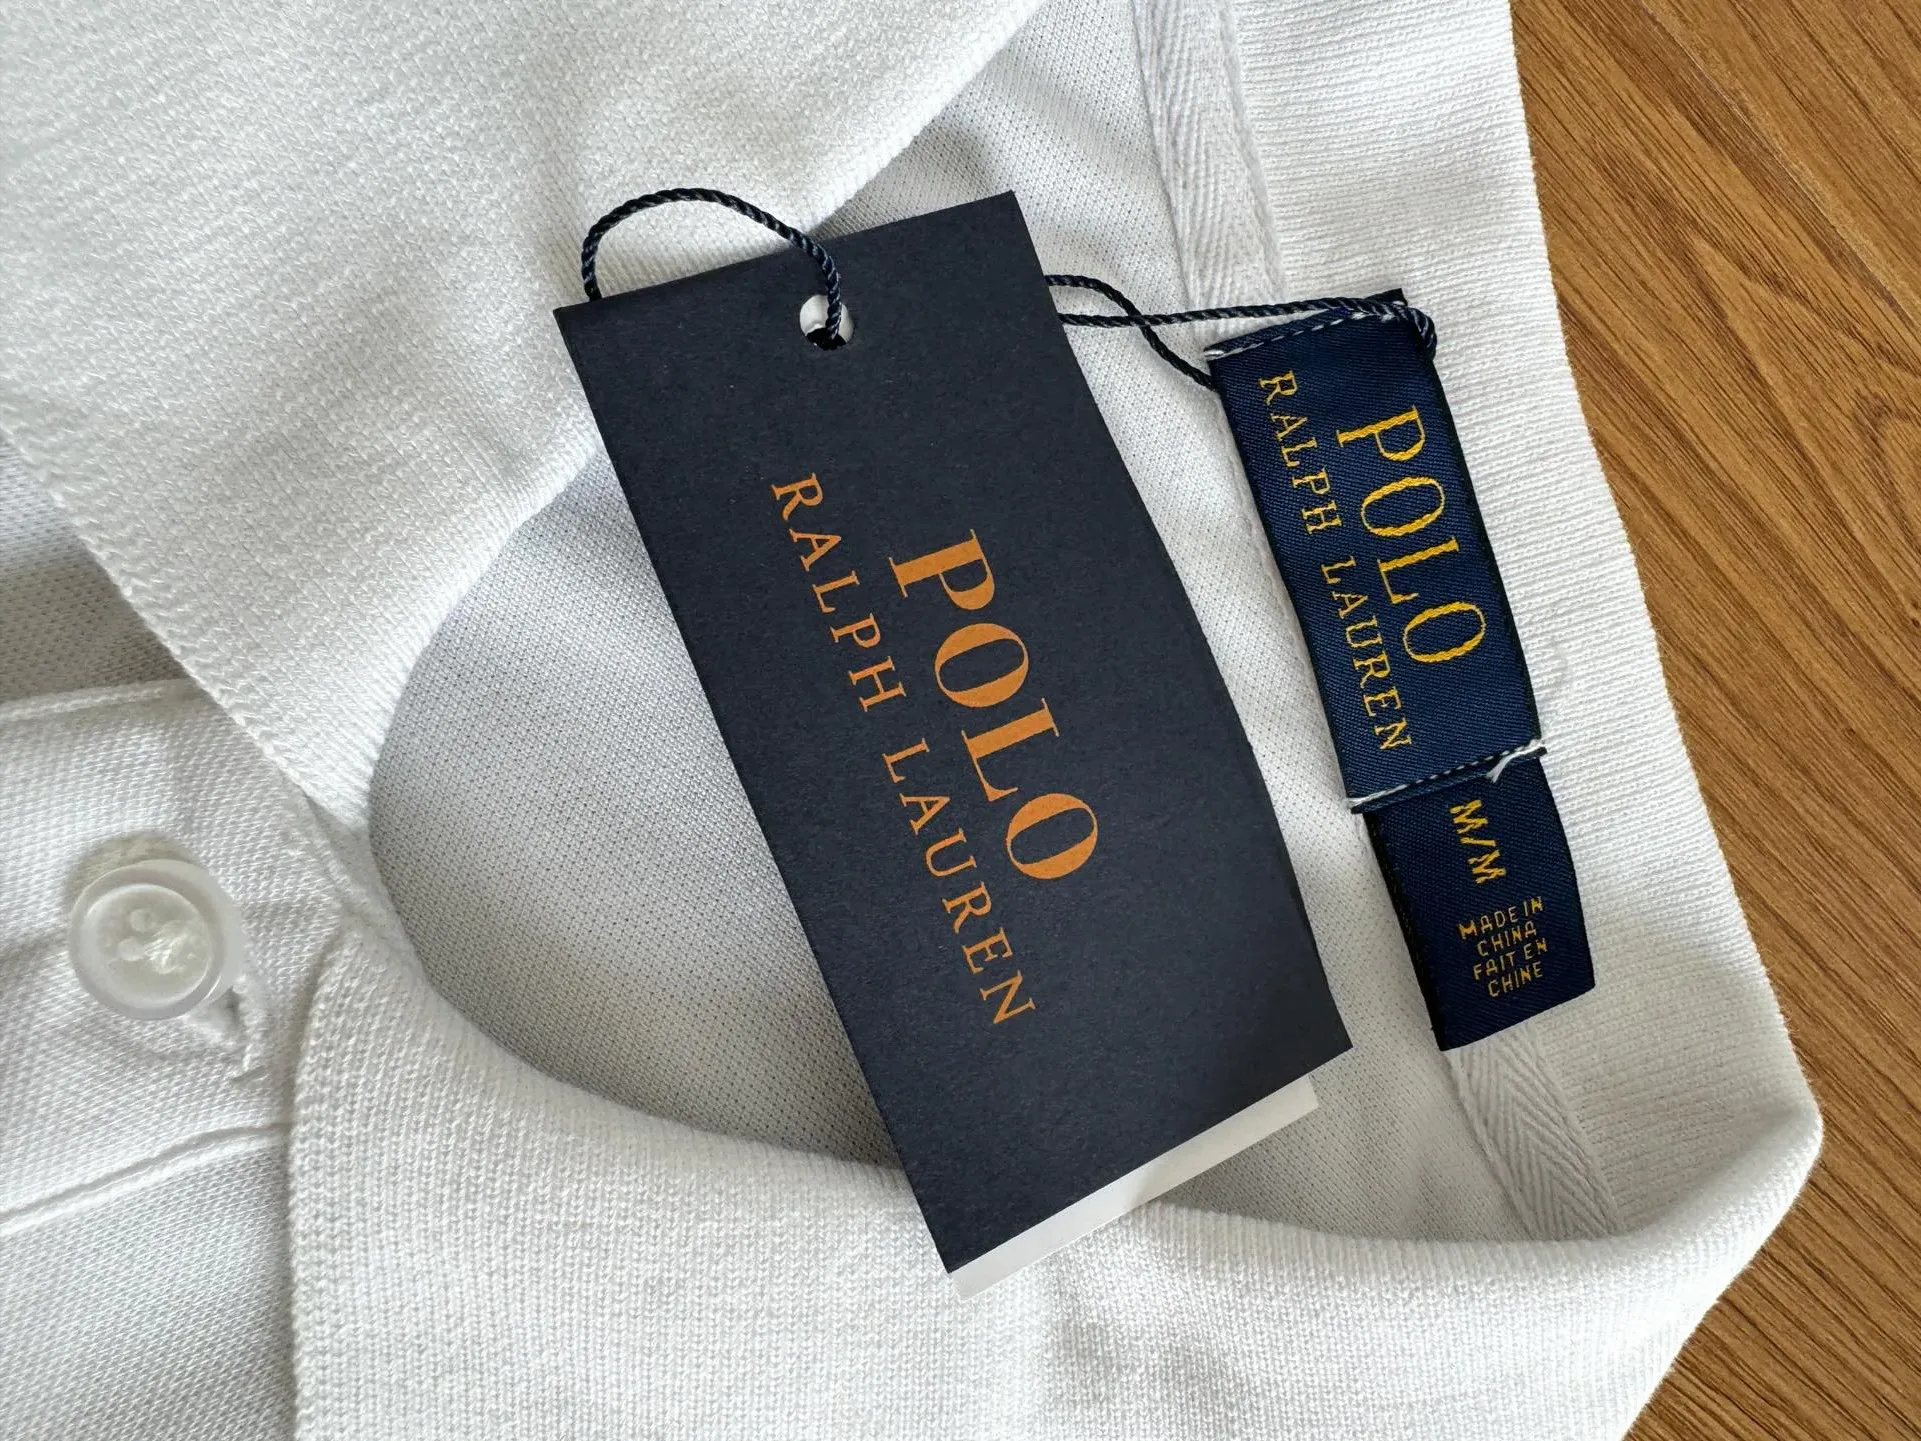 POLO
RALPH LAUREN
POLO
RALPH LAUREN
M/M
MADE IN
CHINA
FAIT EN
CHINE